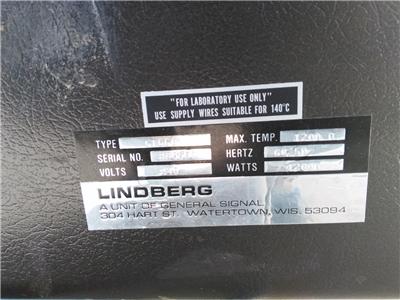 "FOR LABORATORY USE ONLY"
USE SUPPLY WIRES SUITABLE FOR 140°C
TYPE MAX. TEMP. 1200
SERIAL NO. HERTZ
VOLTS WATTS
LINDBERG
A UNIT OF GENERAL SIGNAL
304 HART ST. WATERTOWN, WIS. 53094